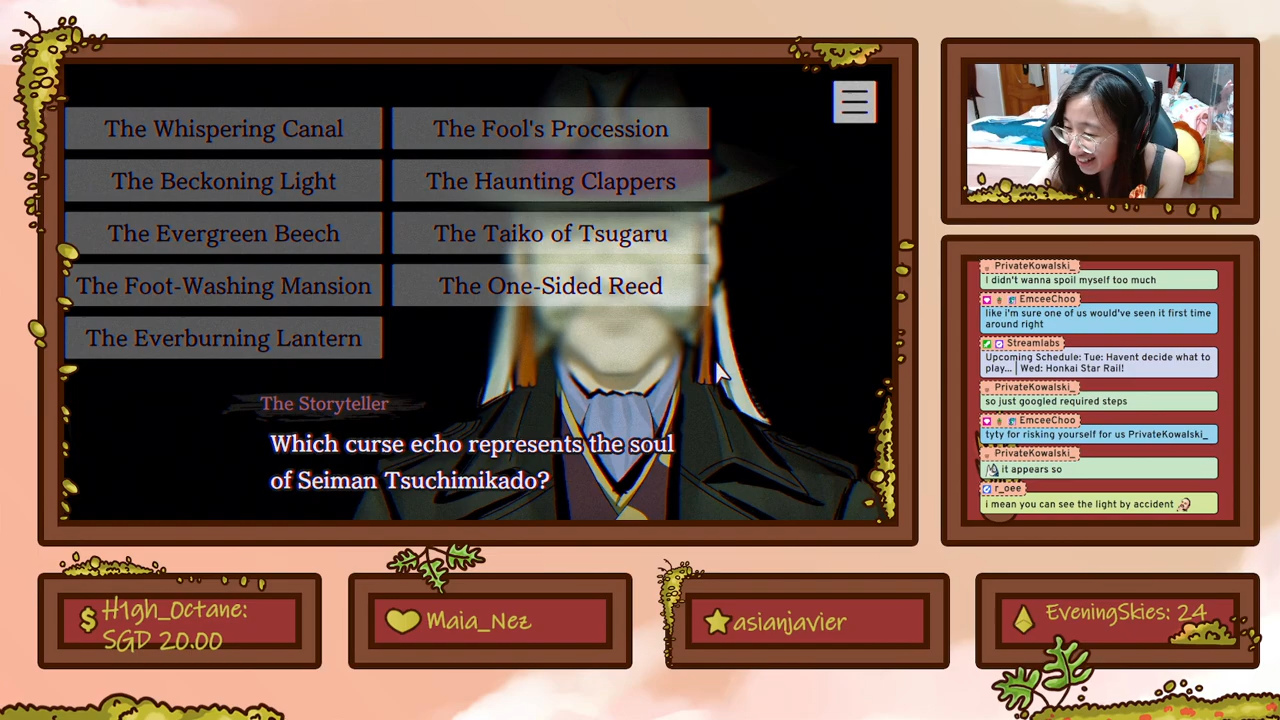 The Whispering Canal
The Fool's Procession
The Beckoning Light
The Haunting Clappers
The Evergreen Beech
The Taiko of Tsugaru
The Foot-Washing Mansion
The One-Sided Reed
The Everburning Lantern
The Storyteller
Which curse echo represents the soul
of Seiman Tsuchimikado?
PrivateKowalski_
I didn't wanna spoil myself too much
EmceeChoo
like i'm sure one of us would've seen it first time
around right
Streamlabs
Upcoming Schedule: Tue: Havent decide what to
play... | Wed: Honkai Star Rail!
PrivateKowalski_
so just googled required steps
EmceeChoo
tyty for risking yourself for us PrivateKowalski_
PrivateKowalski_
it appears so
r_oee
i mean you can see the light by accident
$ H1gh_Octane:
SGD 20.00
Maia_Nez
asianjavier
EveningSkies: 24